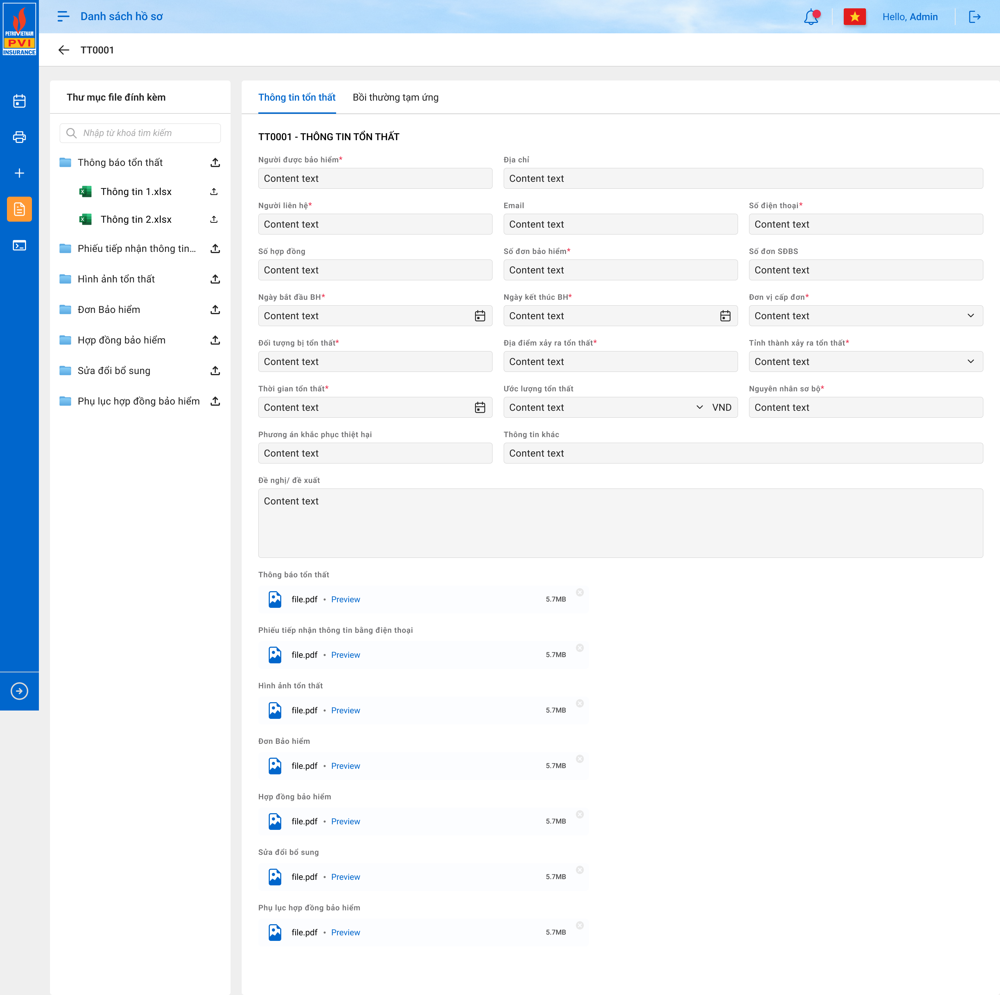 PETROVIETNAM
PVI
INSURANCE
Danh sách hồ sơ
Hello, Admin
TT0001
Thư mục file đính kèm
Nhập từ khoá tìm kiếm
Thông báo tổn thất
Thông tin 1.xlsx
Thông tin 2.xlsx
Phiếu tiếp nhận thông tin...
Hình ảnh tổn thất
Đơn Bảo hiểm
Hợp đồng bảo hiểm
Sửa đổi bổ sung
Phụ lục hợp đồng bảo hiểm
Thông tin tổn thất Bồi thường tạm ứng
TT0001 - THÔNG TIN TỔN THẤT
Người được bảo hiểm* Địa chỉ
Content text Content text
Người liên hệ* Email Số điện thoại*
Content text Content text Content text
Số hợp đồng Số đơn bảo hiểm* Số đơn SĐBS
Content text Content text Content text
Ngày bắt đầu BH* Ngày kết thúc BH* Đơn vị cấp đơn*
Content text Content text Content text
Đối tượng bị tổn thất* Địa điểm xảy ra tổn thất* Tỉnh thành xảy ra tổn thất*
Content text Content text Content text
Thời gian tổn thất* Ước lượng tổn thất Nguyên nhân sơ bộ*
Content text Content text VND Content text
Phương án khắc phục thiệt hại Thông tin khác
Content text Content text
Đề nghị/ đề xuất
Content text
Thông báo tổn thất
file.pdf • Preview 5.7MB
Phiếu tiếp nhận thông tin bằng điện thoại
file.pdf • Preview 5.7MB
Hình ảnh tổn thất
file.pdf • Preview 5.7MB
Đơn Bảo hiểm
file.pdf • Preview 5.7MB
Hợp đồng bảo hiểm
file.pdf • Preview 5.7MB
Sửa đổi bổ sung
file.pdf • Preview 5.7MB
Phụ lục hợp đồng bảo hiểm
file.pdf • Preview 5.7MB